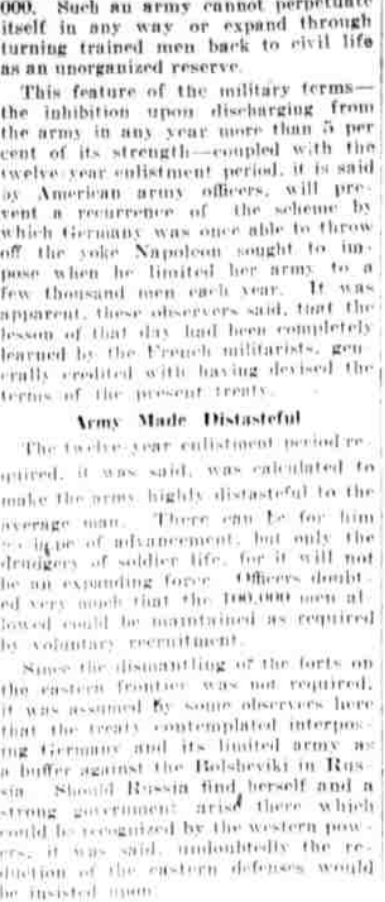 000. Such an army cannot perpetuate
itself in any way or expand through
turning trained men back to civil life
as an unorganized reserve.
This feature of the military terms—
the inhibition upon discharging from
the army in any year more than 5 per
cent of its strength—coupled with the
twelve-year enlistment period, it is said
by American army officers, will pre-
vent a recurrence of the scheme by
which Germany was once able to throw
off the yoke Napoleon sought to im-
pose when he limited her army to a
few thousand men each year. It was
apparent, these observers said, that the
lesson of that day had been completely
learned by the French militarists, gen-
erally credited with having devised the
terms of the present treaty.
Army Made Distasteful
The twelve-year enlistment period re-
quired, it was said, was calculated to
make the army highly distasteful to the
average man. There can be for him
no hope of advancement, but only the
drudgery of soldier life, for it will not
be an expanding force. Officers doubt-
ed very much that the 100,000 men al-
lowed could be maintained as required
by voluntary recruitment.
Since the dismantling of the forts on
the eastern frontier was not required,
it was assumed by some observers here
that the treaty contemplated interpos-
ing Germany and its limited army as
a buffer against the Bolsheviki in Rus-
sia. Should Russia find herself and a
strong government arise there which
could be recognized by the western pow-
ers, it was said, undoubtedly the re-
duction of the eastern defenses would
be insisted upon.